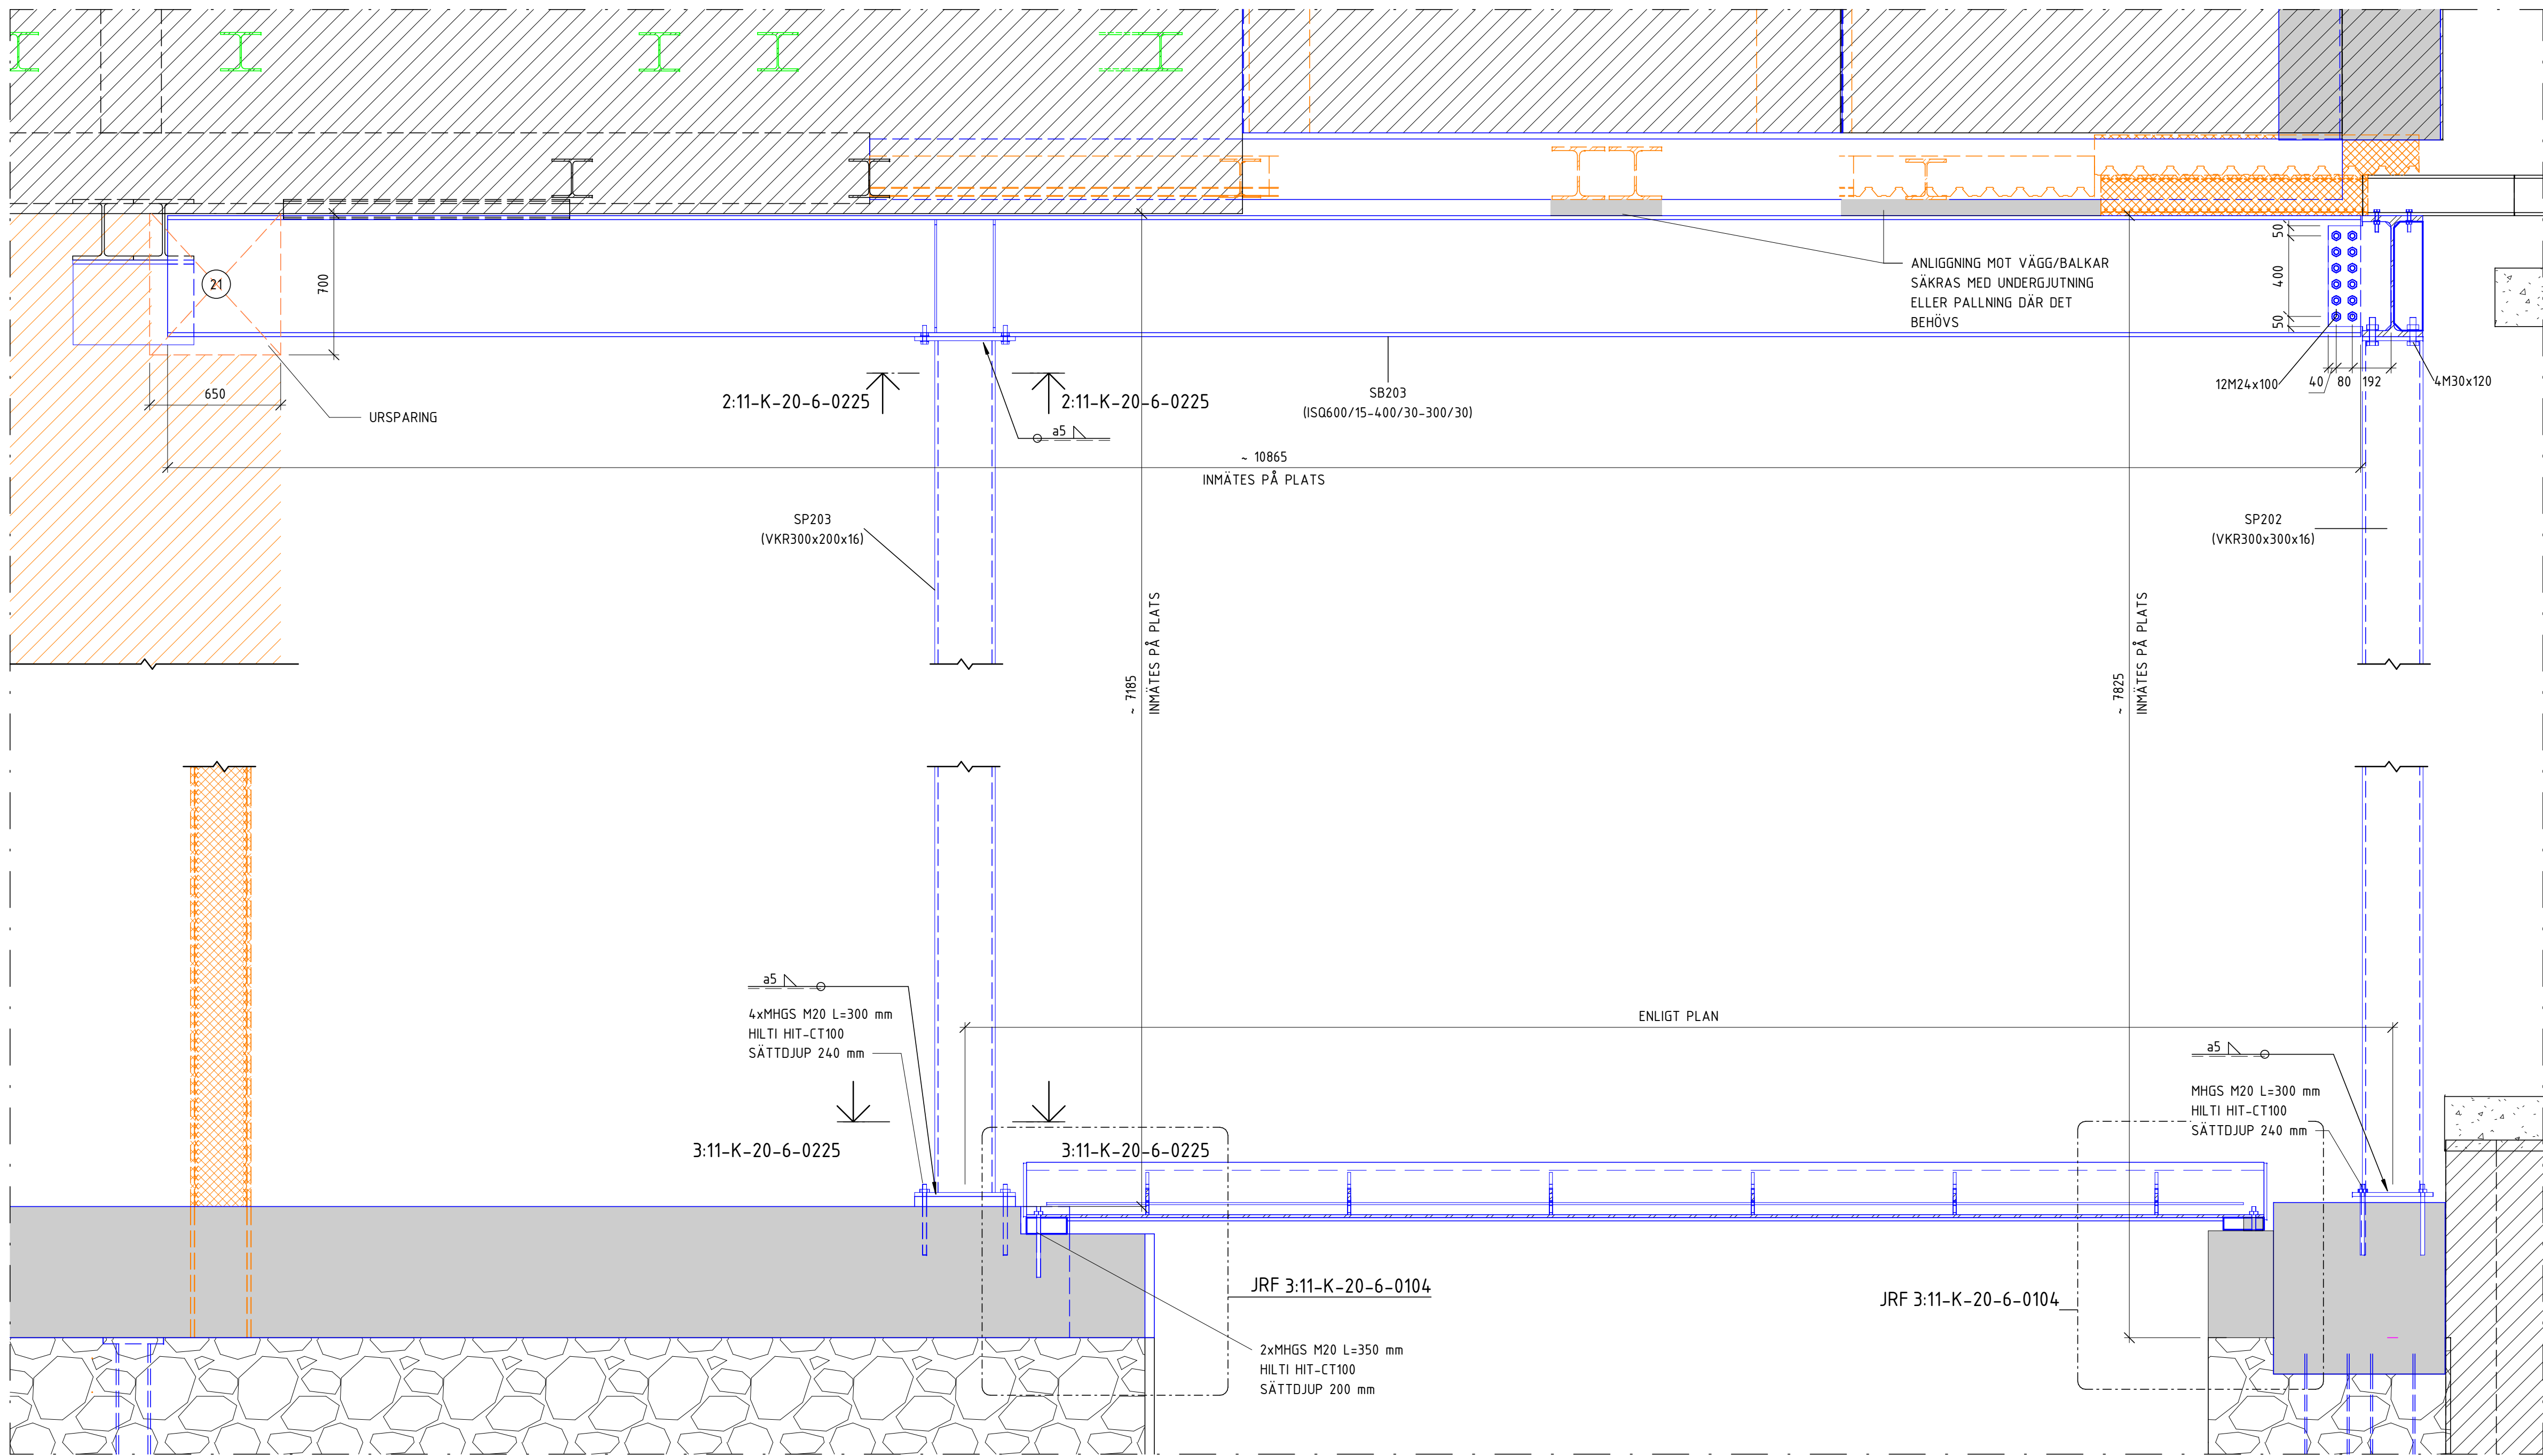 21
700
650
URSPARING
2:11-K-20-6-0225
2:11-K-20-6-0225
a5
SB203
(ISQ600/15-400/30-300/30)
~ 10865
INMÄTES PÅ PLATS
ANLIGGNING MOT VÄGG/BALKAR
SÄKRAS MED UNDERGJUTNING
ELLER PALLNING DÄR DET
BEHÖVS
50
400
50
12M24x100
40
80
192
4M30x120
SP203
(VKR300x200x16)
SP202
(VKR300x300x16)
~ 7185
INMÄTES PÅ PLATS
~ 7825
INMÄTES PÅ PLATS
a5
4xMHGS M20 L=300 mm
HILTI HIT-CT100
SÄTTDJUP 240 mm
ENLIGT PLAN
a5
MHGS M20 L=300 mm
HILTI HIT-CT100
SÄTTDJUP 240 mm
3:11-K-20-6-0225
3:11-K-20-6-0225
JRF 3:11-K-20-6-0104
JRF 3:11-K-20-6-0104
2xMHGS M20 L=350 mm
HILTI HIT-CT100
SÄTTDJUP 200 mm